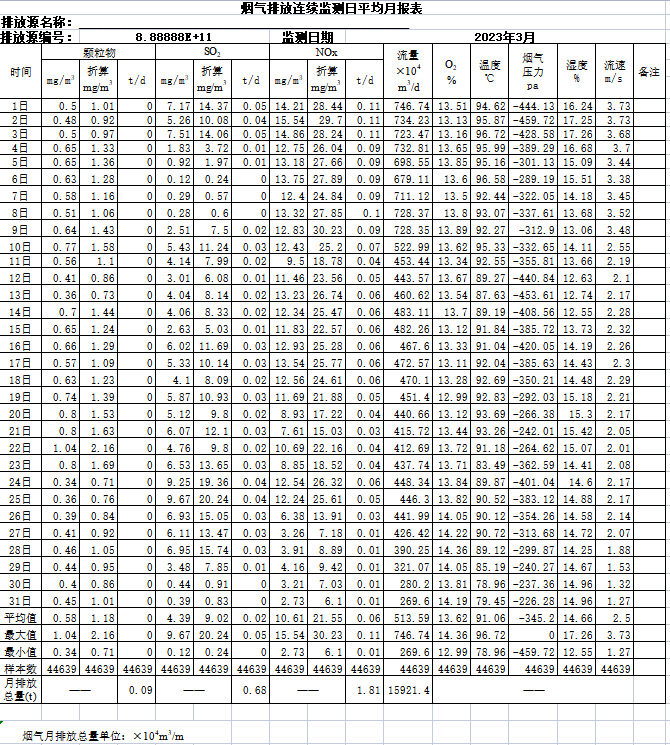 烟气排放连续监测日平均月报表
排放源名称:
排放源编号: 8.88888E+11 监测日期 2023年3月
时间 颗粒物 SO₂ NOx 流量×10⁴m³/d O₂% 温度℃ 烟气压力pa 湿度% 流速m/s 备注
mg/m³ 折算mg/m³ t/d mg/m³ 折算mg/m³ t/d mg/m³ 折算mg/m³ t/d
1日 0.5 1.01 0 7.17 14.37 0.05 14.21 28.44 0.11 746.74 13.51 94.62 -444.13 16.24 3.73
2日 0.48 0.92 0 5.26 10.08 0.04 15.54 29.7 0.11 734.23 13.13 95.87 -459.72 17.25 3.73
3日 0.5 0.97 0 7.51 14.06 0.05 14.86 28.24 0.11 723.47 13.16 96.72 -428.58 17.26 3.68
4日 0.65 1.33 0 1.83 3.72 0.01 12.75 26.04 0.09 732.81 13.65 95.99 -389.29 16.68 3.7
5日 0.65 1.36 0 0.92 1.97 0.01 13.18 27.66 0.09 698.55 13.85 95.16 -301.13 15.09 3.44
6日 0.63 1.28 0 0.12 0.24 0 13.75 27.89 0.09 679.11 13.6 96.58 -289.19 15.51 3.38
7日 0.58 1.16 0 0.29 0.57 0 12.4 24.84 0.09 711.12 13.5 92.44 -322.05 14.18 3.45
8日 0.51 1.06 0 0.28 0.6 0 13.32 27.85 0.1 728.37 13.8 93.07 -337.61 13.68 3.52
9日 0.64 1.43 0 2.51 7.5 0.02 12.83 30.23 0.09 728.35 13.89 92.27 -312.9 13.06 3.48
10日 0.77 1.58 0 5.43 11.24 0.03 12.43 25.2 0.07 522.99 13.62 95.33 -332.65 14.11 2.55
11日 0.56 1.1 0 4.14 7.99 0.02 9.5 18.78 0.04 453.44 13.34 92.55 -355.81 13.66 2.19
12日 0.41 0.86 0 3.01 6.08 0.01 11.46 23.56 0.05 443.57 13.67 89.27 -440.84 12.63 2.1
13日 0.36 0.73 0 4.04 8.14 0.02 13.23 26.74 0.06 460.62 13.54 87.63 -453.61 12.74 2.17
14日 0.7 1.44 0 4.06 8.33 0.02 12.34 25.47 0.06 483.11 13.7 89.19 -408.56 12.55 2.28
15日 0.65 1.24 0 2.63 5.03 0.01 11.83 22.57 0.06 482.26 13.12 91.84 -385.72 13.73 2.32
16日 0.66 1.29 0 6.02 11.69 0.03 12.93 25.28 0.06 467.6 13.33 91.04 -420.05 14.19 2.26
17日 0.57 1.09 0 5.33 10.14 0.03 13.54 25.77 0.06 472.57 13.11 92.04 -385.63 14.43 2.3
18日 0.63 1.23 0 4.1 8.09 0.02 12.56 24.61 0.06 470.1 13.28 92.69 -350.21 14.48 2.29
19日 0.74 1.39 0 5.87 10.93 0.03 11.69 21.88 0.05 451.4 12.99 92.83 -292.03 15.18 2.21
20日 0.8 1.53 0 5.12 9.8 0.02 8.93 17.22 0.04 440.66 13.12 93.69 -266.38 15.3 2.17
21日 0.8 1.63 0 6.07 12.1 0.03 7.61 15.03 0.03 415.72 13.44 93.26 -242.01 15.42 2.05
22日 1.04 2.16 0 4.76 9.8 0.02 10.69 22.16 0.04 412.69 13.72 91.18 -264.62 15.07 2.01
23日 0.8 1.69 0 6.53 13.65 0.03 8.85 18.52 0.04 437.74 13.71 83.49 -362.59 14.41 2.08
24日 0.34 0.71 0 9.25 19.36 0.04 12.54 26.32 0.06 448.34 13.84 89.87 -401.04 14.6 2.17
25日 0.36 0.76 0 9.67 20.24 0.04 12.24 25.61 0.05 446.3 13.82 90.52 -383.12 14.88 2.17
26日 0.39 0.84 0 6.93 15.05 0.03 6.38 13.91 0.03 441.99 14.05 90.12 -354.26 14.58 2.14
27日 0.41 0.92 0 6.11 13.47 0.03 3.26 7.18 0.01 426.42 14.22 90.72 -313.68 14.72 2.07
28日 0.46 1.05 0 6.95 15.74 0.03 3.91 8.89 0.01 390.25 14.36 89.12 -299.87 14.25 1.88
29日 0.44 0.95 0 3.48 7.85 0.01 4.16 9.42 0.01 321.07 14.05 85.19 -240.27 14.67 1.53
30日 0.4 0.86 0 0.44 0.91 0 3.21 7.03 0.01 280.2 13.81 78.96 -237.36 14.96 1.32
31日 0.45 1.01 0 0.39 0.83 0 2.73 6.1 0.01 269.6 14.19 79.45 -226.28 14.96 1.27
平均值 0.58 1.18 0 4.39 9.02 0.02 10.61 21.55 0.06 513.59 13.62 91.06 -345.2 14.66 2.5
最大值 1.04 2.16 0 9.67 20.24 0.05 15.54 30.23 0.11 746.74 14.36 96.72 0 17.26 3.73
最小值 0.34 0.71 0 0.12 0.24 0 2.73 6.1 0.01 269.6 12.99 78.96 -459.72 12.55 1.27
样本数 44639 44639 44639 44639 44639 44639 44639 44639 44639 44639 44639 44639 44639 44639 44639
月排放总量(t) —— 0.09 —— 0.68 —— 1.81 15921.4 ——
烟气月排放总量单位：×10⁴m³/m